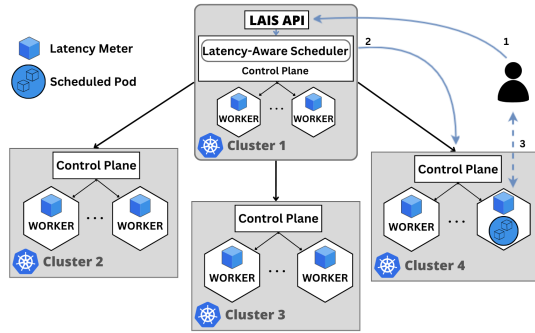 LAIS API
1
Latency Meter
Latency-Aware Scheduler
2
Scheduled Pod
Control Plane
WORKER
...
WORKER
Cluster 1
3
Control Plane
WORKER
...
WORKER
Cluster 2
Control Plane
WORKER
...
WORKER
Cluster 3
Control Plane
WORKER
...
Cluster 4